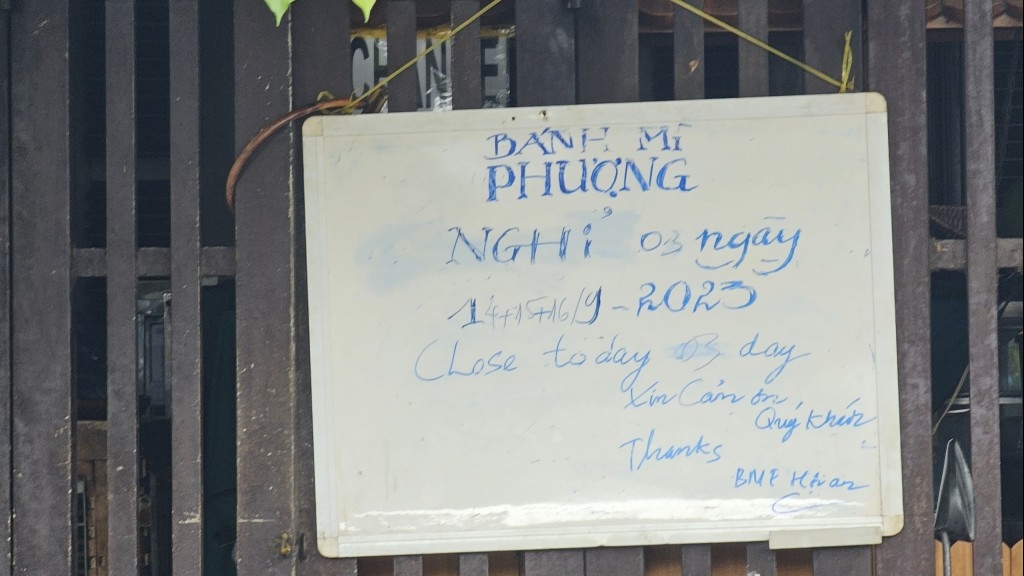 BÁNH MÌ
PHƯỢNG
NGHỈ 03 ngày
14+15+16/9-2023
Close to day 03 day
Xin Cảm ơn
Quý Khách
Thanks
BMF Hội an